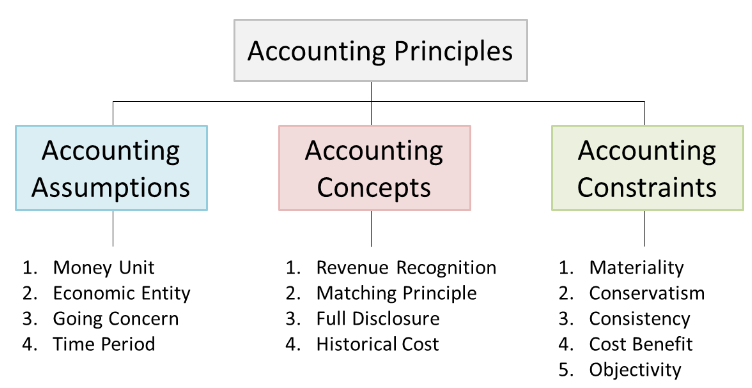 Accounting Principles
Accounting
Assumptions
Accounting
Concepts
Accounting
Constraints
1. Money Unit
2. Economic Entity
3. Going Concern
4. Time Period
1. Revenue Recognition
2. Matching Principle
3. Full Disclosure
4. Historical Cost
1. Materiality
2. Conservatism
3. Consistency
4. Cost Benefit
5. Objectivity